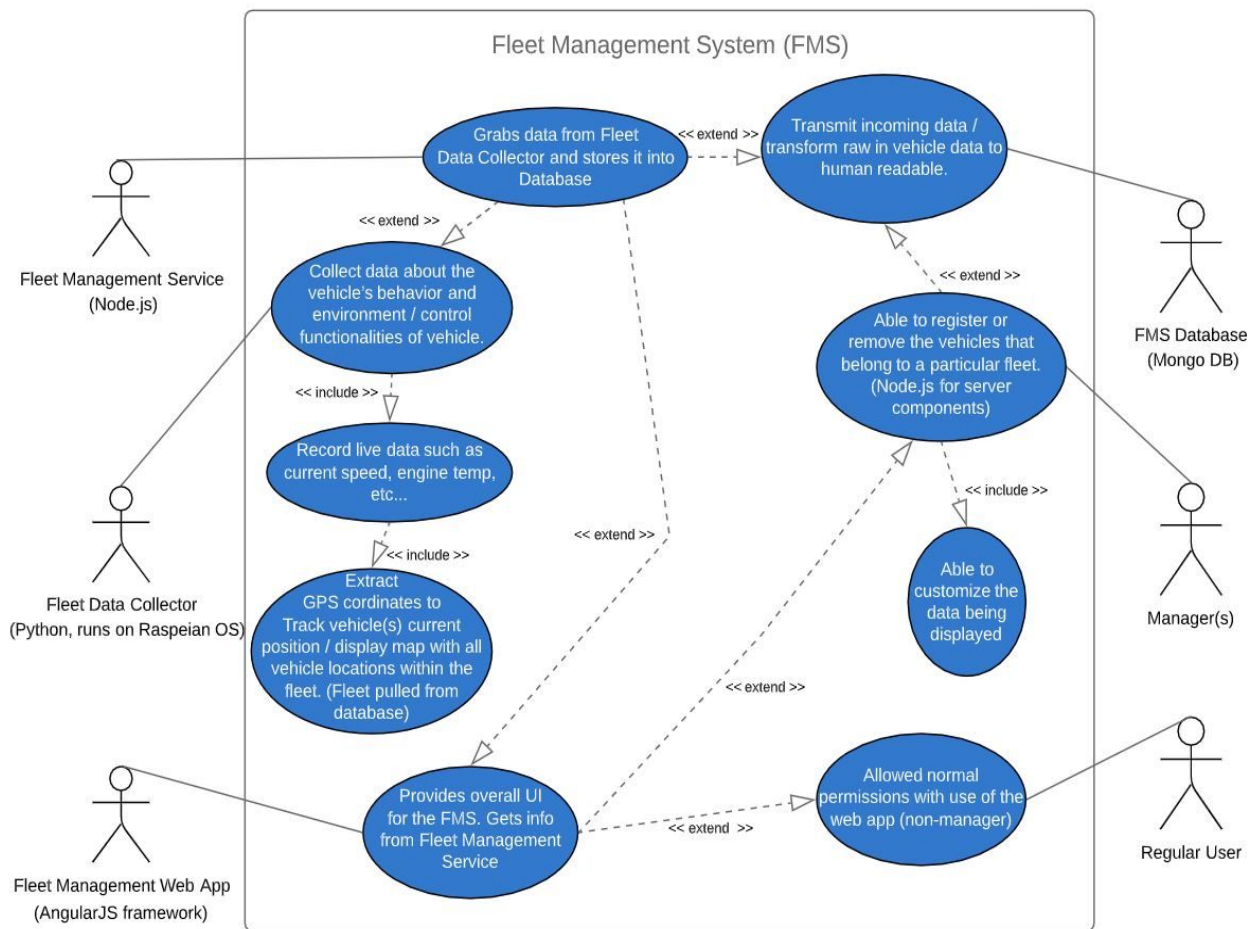 Fleet Management System (FMS)
Grabs data from Fleet
Data Collector and stores it into
Database
<< extend >>
Transmit incoming data /
transform raw in vehicle data to
human readable.
Fleet Management Service
(Node.js)
<< extend >>
Collect data about the
vehicle's behavior and
environment / control
functionalities of vehicle.
<< extend >>
Able to register or
remove the vehicles that
belong to a particular fleet.
(Node.js for server
components)
FMS Database
(Mongo DB)
<< include >>
Record live data such as
current speed, engine temp,
etc...
<< include >>
<< extend >>
<< include >>
Able to
customize the
data being
displayed
Fleet Data Collector
(Python, runs on Raspeian OS)
Manager(s)
Extract
GPS cordinates to
Track vehicle(s) current
position / display map with all
vehicle locations within the
fleet. (Fleet pulled from
database)
<< extend >>
Provides overall UI
for the FMS. Gets info
from Fleet Management
Service
<< extend >>
Allowed normal
permissions with use of the
web app (non-manager)
Regular User
Fleet Management Web App
(AngularJS framework)